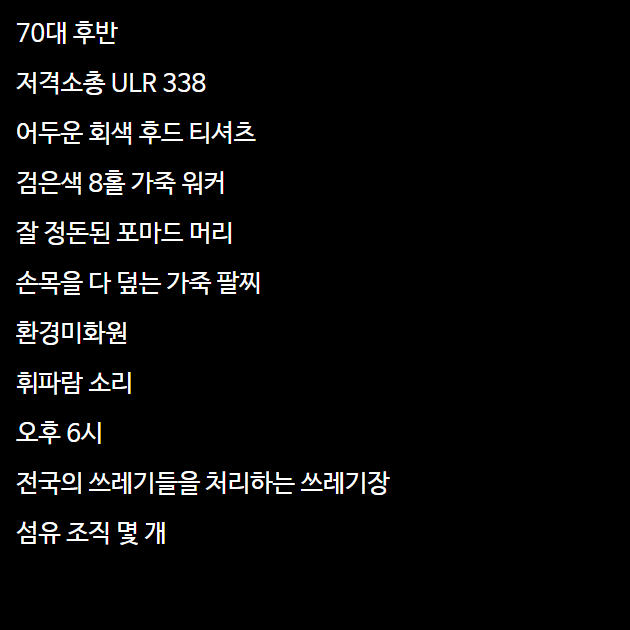 70대 후반
저격소총 ULR 338
어두운 회색 후드 티셔츠
검은색 8홀 가죽 워커
잘 정돈된 포마드 머리
손목을 다 덮는 가죽 팔찌
환경미화원
휘파람 소리
오후 6시
전국의 쓰레기들을 처리하는 쓰레기장
섬유 조직 몇 개